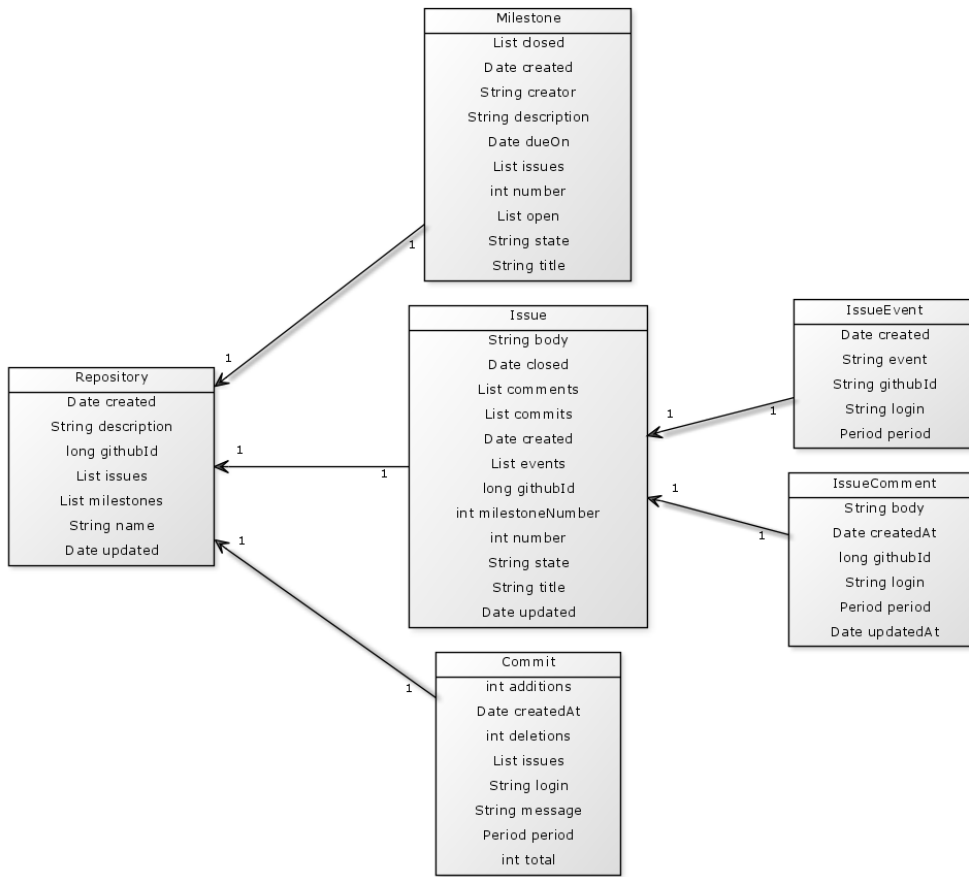 Milestone
List closed
Date created
String creator
String description
Date dueOn
List issues
int number
List open
String state
String title
1
1
Repository
Date created
String description
long githubId
List issues
List milestones
String name
Date updated
1
1
1
1
Issue
String body
Date closed
List comments
List commits
Date created
List events
long githubId
int milestoneNumber
int number
String state
String title
Date updated
1
1
1
1
IssueEvent
Date created
String event
String githubId
String login
Period period
IssueComment
String body
Date createdAt
long githubId
String login
Period period
Date updatedAt
Commit
int additions
Date createdAt
int deletions
List issues
String login
String message
Period period
int total